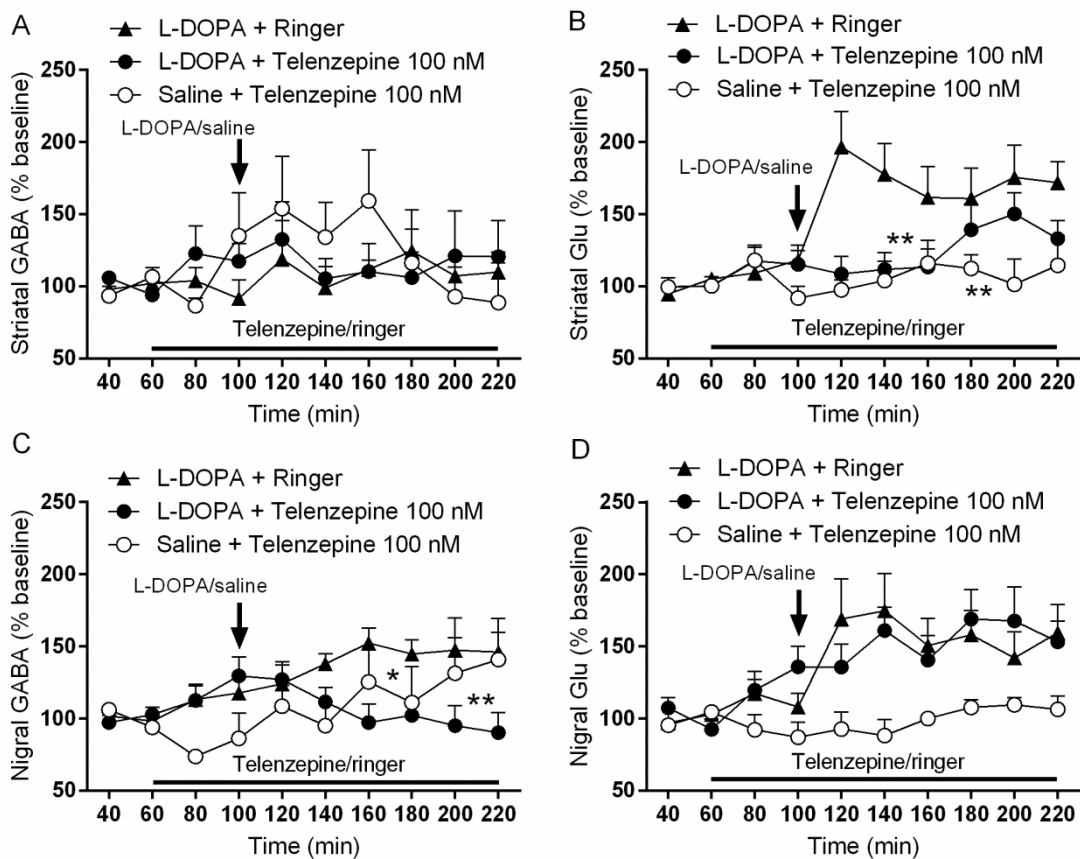 A
L-DOPA + Ringer
L-DOPA + Telenzepine 100 nM
Saline + Telenzepine 100 nM
L-DOPA/saline
Striatal GABA (% baseline)
250
200
150
100
50
Telenzepine/ringer
40 60 80 100 120 140 160 180 200 220
Time (min)
B
L-DOPA + Ringer
L-DOPA + Telenzepine 100 nM
Saline + Telenzepine 100 nM
L-DOPA/saline
Striatal Glu (% baseline)
250
200
150
100
50
**
**
Telenzepine/ringer
40 60 80 100 120 140 160 180 200 220
Time (min)
C
L-DOPA + Ringer
L-DOPA + Telenzepine 100 nM
Saline + Telenzepine 100 nM
L-DOPA/saline
Nigral GABA (% baseline)
250
200
150
100
50
*
**
Telenzepine/ringer
40 60 80 100 120 140 160 180 200 220
Time (min)
D
L-DOPA + Ringer
L-DOPA + Telenzepine 100 nM
Saline + Telenzepine 100 nM
L-DOPA/saline
Nigral Glu (% baseline)
250
200
150
100
50
Telenzepine/ringer
40 60 80 100 120 140 160 180 200 220
Time (min)